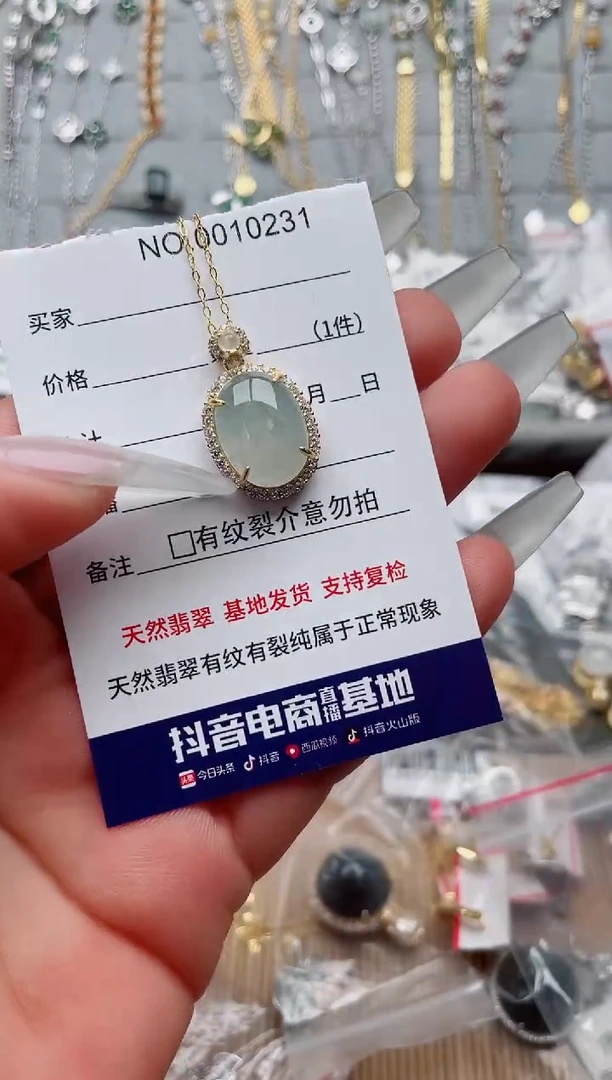 NO.0010231
买家
(1件)
价格
月 日
备注 □有纹裂介意勿拍
天然翡翠 基地发货 支持复检
天然翡翠有纹有裂纯属于正常现象
抖音电商直播基地
头条 今日头条 抖音 西瓜视频 抖音火山版